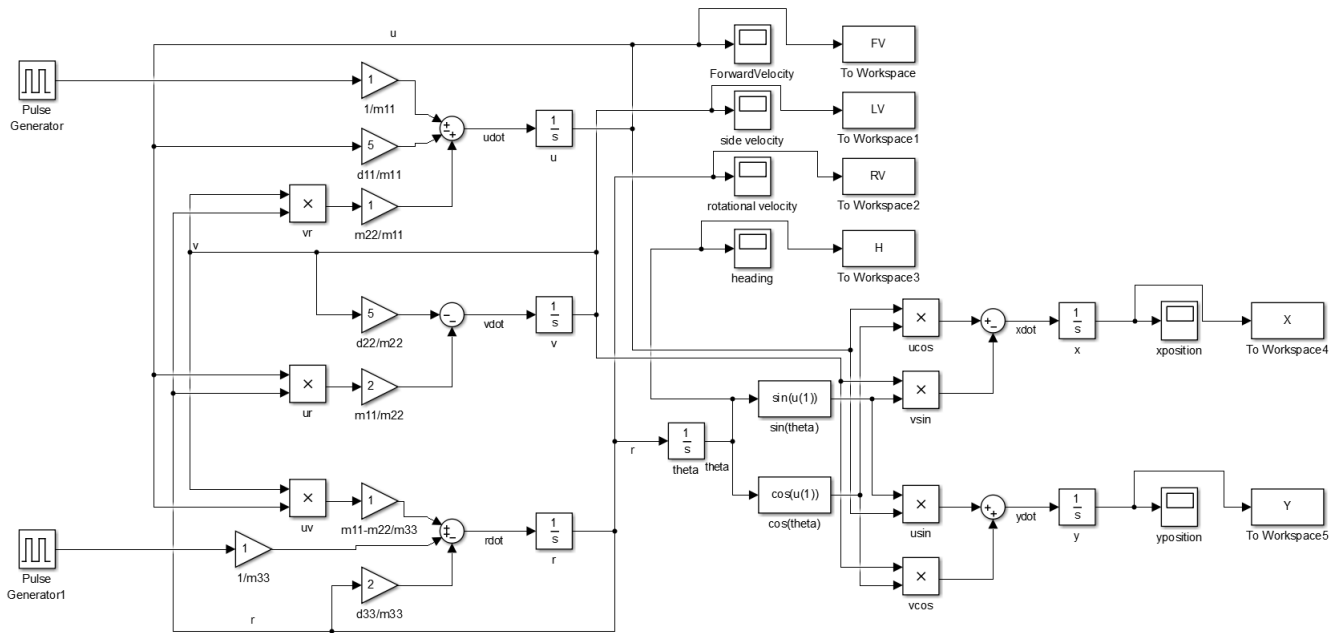 u
FV
ForwardVelocity
To Workspace
Pulse
Generator
1
1/m11
LV
side velocity
To Workspace1
+
-
+
udot
1
s
u
5
d11/m11
RV
rotational velocity
To Workspace2
×
vr
1
m22/m11
v
H
heading
To Workspace3
5
d22/m22
-
-
vdot
1
s
v
×
ucos
+
-
xdot
1
s
x
xposition
X
To Workspace4
×
ur
2
m11/m22
sin(u(1))
sin(theta)
×
vsin
r
1
s
theta
theta
×
uv
1
m11-m22/m33
cos(u(1))
cos(theta)
×
usin
+
+
ydot
1
s
y
yposition
Y
To Workspace5
Pulse
Generator1
1
1/m33
+
+
-
rdot
1
s
r
2
d33/m33
×
vcos
r